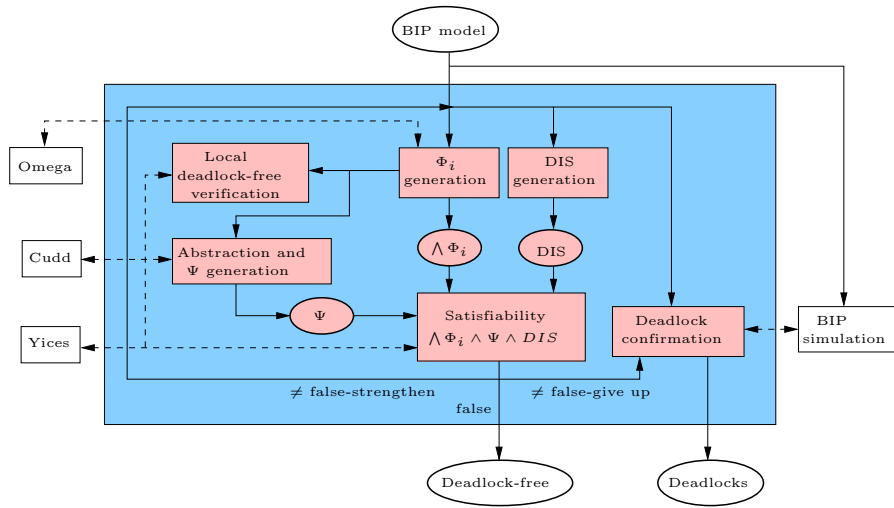 BIP model
Local
deadlock-free
verification
Φi
generation
DIS
generation
Omega
⋀ Φi
DIS
Cudd
Abstraction and
Ψ generation
Ψ
Satisfiability
⋀ Φi ∧ Ψ ∧ DIS
Deadlock
confirmation
BIP
simulation
Yices
≠ false-strengthen
≠ false-give up
false
Deadlock-free
Deadlocks